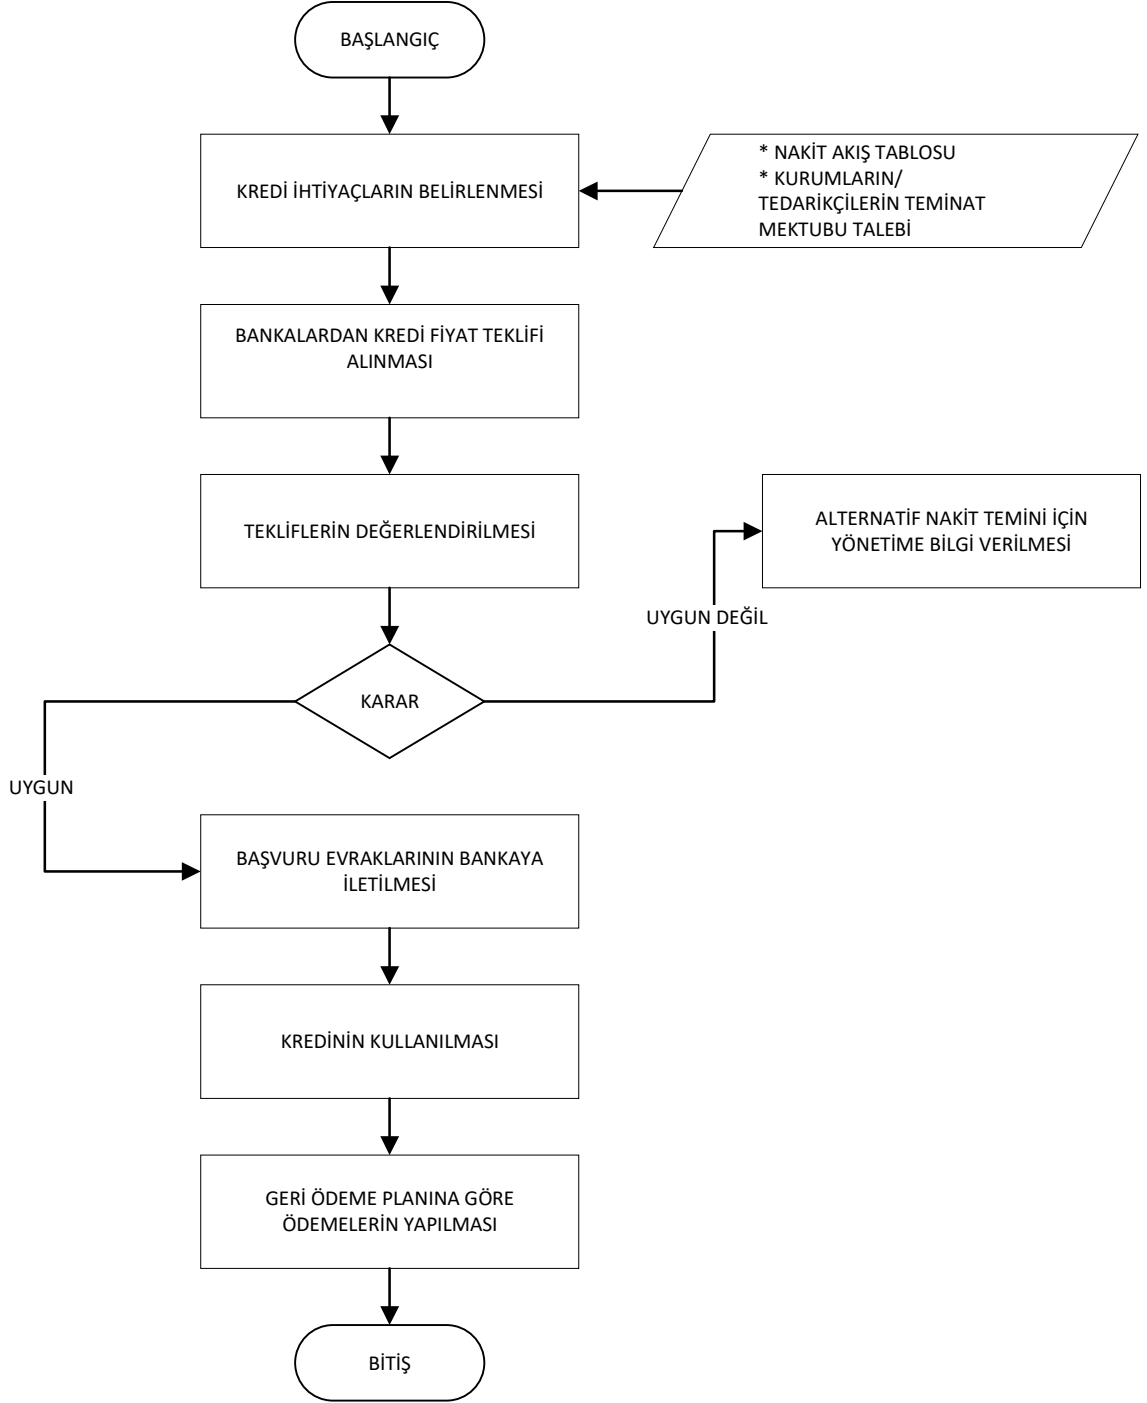 BAŞLANGIÇ
KREDİ İHTİYAÇLARIN BELİRLENMESİ
* NAKİT AKIŞ TABLOSU
* KURUMLARIN/
TEDARİKÇİLERİN TEMİNAT
MEKTUBU TALEBİ
BANKALARDAN KREDİ FİYAT TEKLİFİ
ALINMASI
TEKLİFLERİN DEĞERLENDİRİLMESİ
ALTERNATİF NAKİT TEMİNİ İÇİN
YÖNETİME BİLGİ VERİLMESİ
UYGUN DEĞİL
KARAR
UYGUN
BAŞVURU EVRAKLARININ BANKAYA
İLETİLMESİ
KREDİNİN KULLANILMASI
GERİ ÖDEME PLANINA GÖRE
ÖDEMELERİN YAPILMASI
BİTİŞ